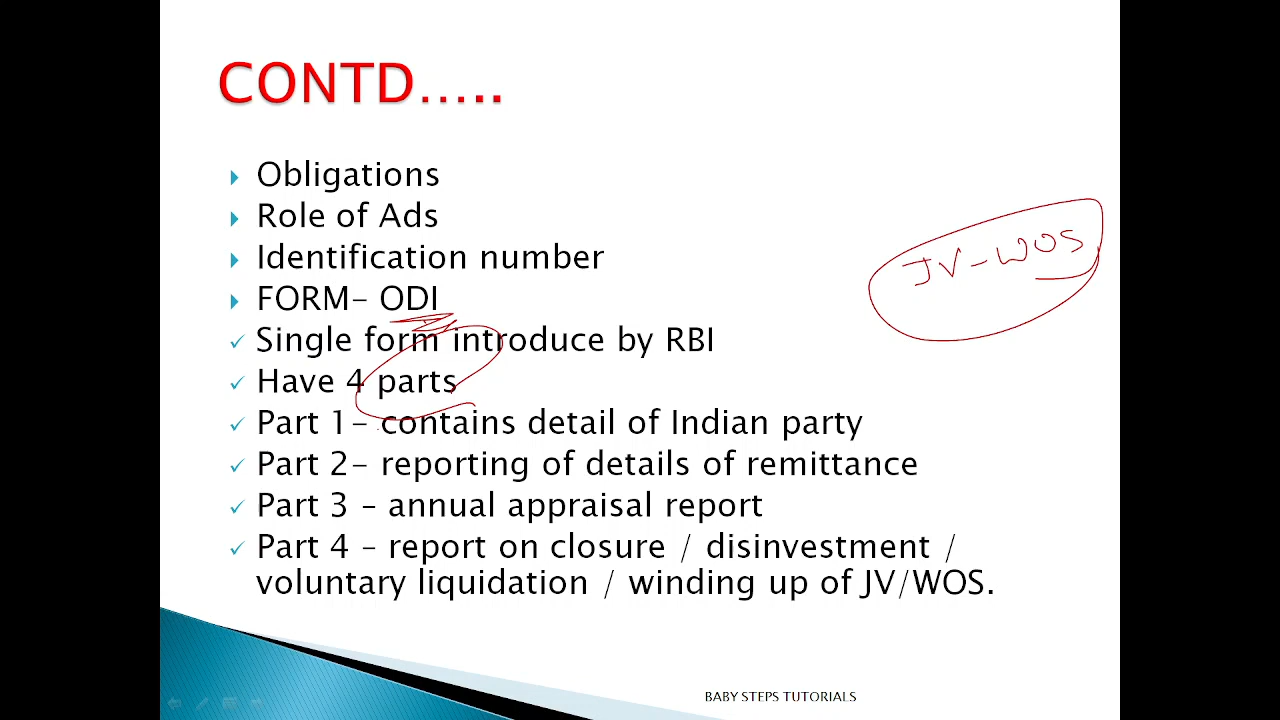 CONTD.....
Obligations
Role of Ads
Identification number
FORM- ODI
Single form introduce by RBI
Have 4 parts
Part 1- contains detail of Indian party
Part 2- reporting of details of remittance
Part 3 - annual appraisal report
Part 4 - report on closure / disinvestment /
voluntary liquidation / winding up of JV/WOS.
JV-WOS
BABY STEPS TUTORIALS